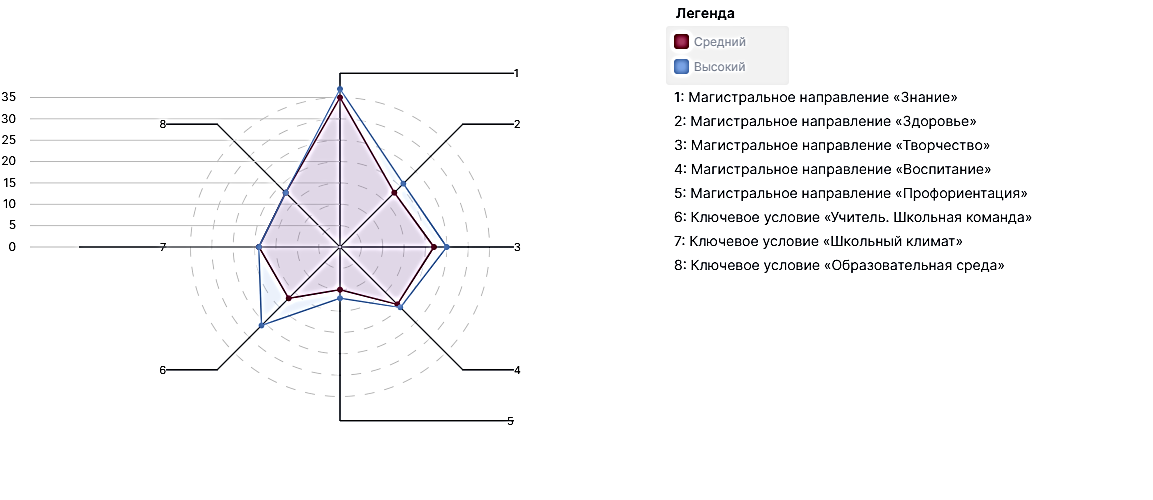 Легенда
Средний
Высокий
1: Магистральное направление «Знание»
2: Магистральное направление «Здоровье»
3: Магистральное направление «Творчество»
4: Магистральное направление «Воспитание»
5: Магистральное направление «Профориентация»
6: Ключевое условие «Учитель. Школьная команда»
7: Ключевое условие «Школьный климат»
8: Ключевое условие «Образовательная среда»
35
30
25
20
15
10
5
0
1
2
3
4
5
6
7
8